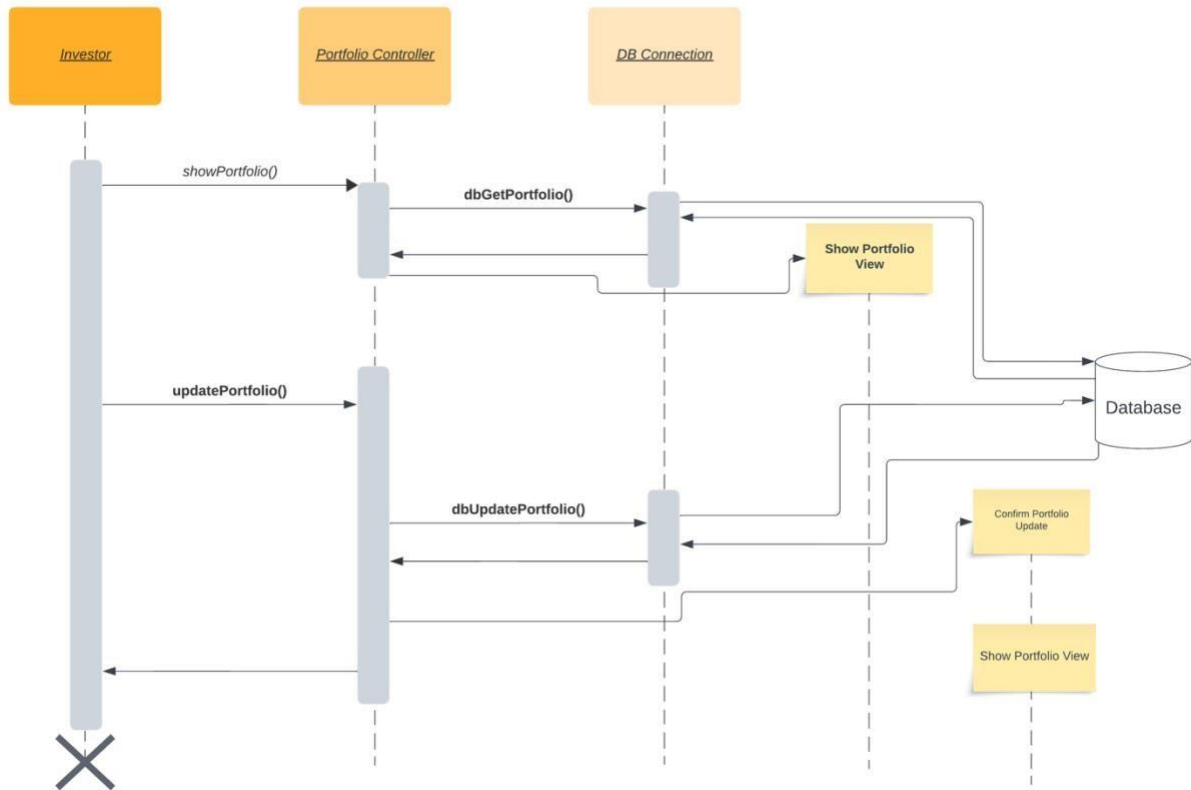 Investor
Portfolio Controller
DB Connection
showPortfolio()
dbGetPortfolio()
Show Portfolio
View
updatePortfolio()
Database
dbUpdatePortfolio()
Confirm Portfolio
Update
Show Portfolio View